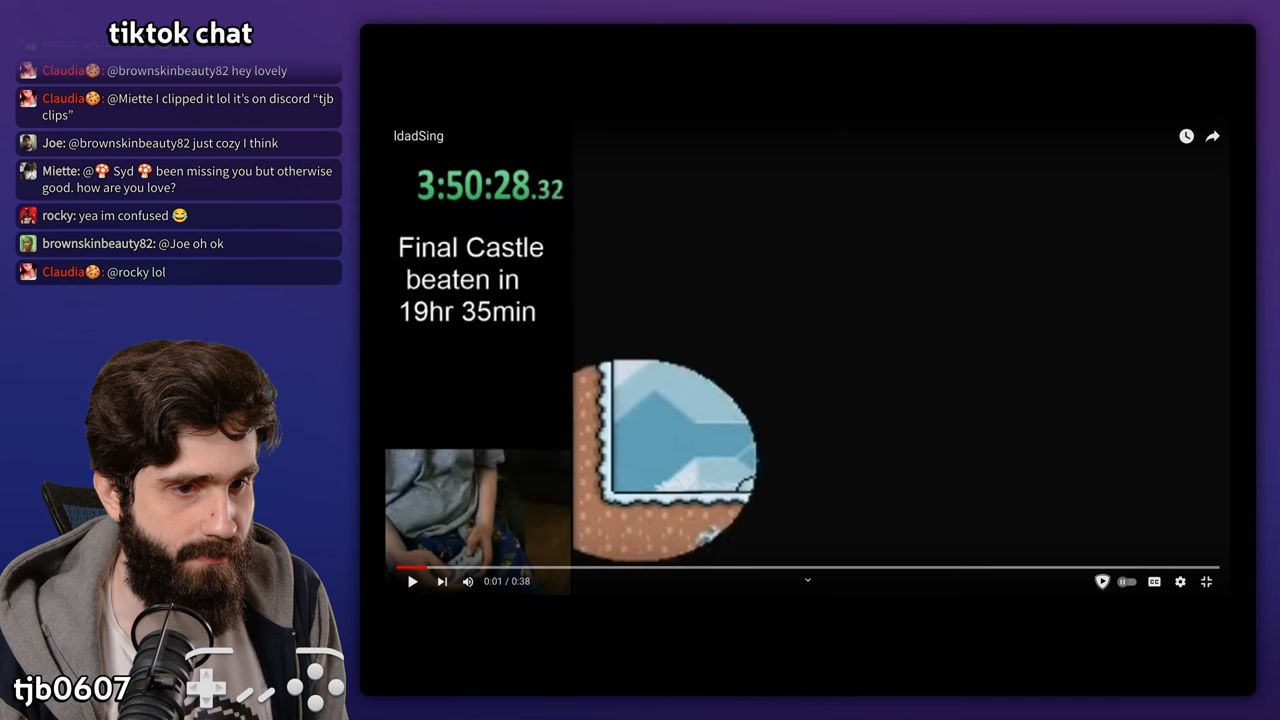 tiktok chat
Claudia🍪: @brownskinbeauty82 hey lovely
Claudia🍪: @Miette I clipped it lol it’s on discord “tjb
clips”
Joe: @brownskinbeauty82 just cozy I think
Miette: @🍄 Syd 🍄 been missing you but otherwise
good. how are you love?
rocky: yea im confused 😂
brownskinbeauty82: @Joe oh ok
Claudia🍪: @rocky lol
tjb0607
ldadSing
3:50:28.32
Final Castle
beaten in
19hr 35min
0:01 / 0:38
CC